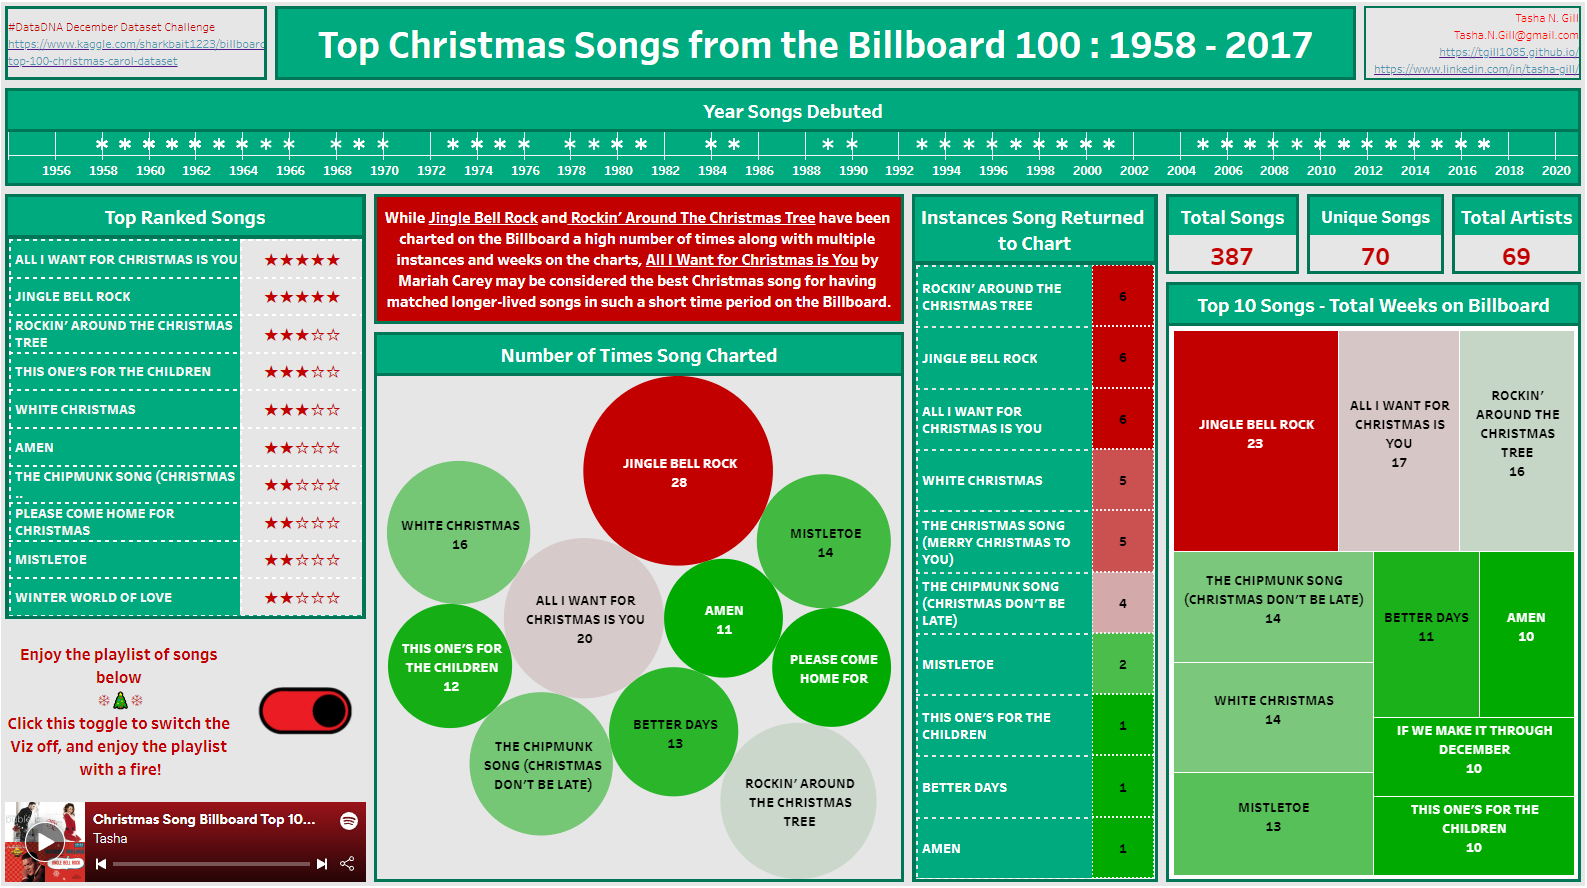 #DataDNA December Dataset Challenge
https://www.kaggle.com/sharkbait1223/billboard
top-100-christmas-carol-dataset
Top Christmas Songs from the Billboard 100 : 1958 - 2017
Tasha N. Gill
Tasha.N.Gill@gmail.com
https://tgill1085.github.io/
https://www.linkedin.com/in/tasha-gill/
Year Songs Debuted
1956 1958 1960 1962 1964 1966 1968 1970 1972 1974 1976 1978 1980 1982 1984 1986 1988 1990 1992 1994 1996 1998 2000 2002 2004 2006 2008 2010 2012 2014 2016 2018 2020
Top Ranked Songs
ALL I WANT FOR CHRISTMAS IS YOU ★★★★★
JINGLE BELL ROCK ★★★★★
ROCKIN' AROUND THE CHRISTMAS
TREE ★★★☆☆
THIS ONE'S FOR THE CHILDREN ★★★☆☆
WHITE CHRISTMAS ★★★☆☆
AMEN ★★☆☆☆
THE CHIPMUNK SONG (CHRISTMAS
.. ★★☆☆☆
PLEASE COME HOME FOR
CHRISTMAS ★★☆☆☆
MISTLETOE ★★☆☆☆
WINTER WORLD OF LOVE ★★☆☆☆
Enjoy the playlist of songs
below
❄🎄❄
Click this toggle to switch the
Viz off, and enjoy the playlist
with a fire!
Christmas Song Billboard Top 10...
Tasha
While Jingle Bell Rock and Rockin' Around The Christmas Tree have been
charted on the Billboard a high number of times along with multiple
instances and weeks on the charts, All I Want for Christmas is You by
Mariah Carey may be considered the best Christmas song for having
matched longer-lived songs in such a short time period on the Billboard.
Number of Times Song Charted
JINGLE BELL ROCK
28
WHITE CHRISTMAS
16
MISTLETOE
14
ALL I WANT FOR
CHRISTMAS IS YOU
20
AMEN
11
THIS ONE'S FOR
THE CHILDREN
12
PLEASE COME
HOME FOR
BETTER DAYS
13
THE CHIPMUNK
SONG (CHRISTMAS
DON'T BE LATE)
ROCKIN' AROUND
THE CHRISTMAS
TREE
Instances Song Returned
to Chart
ROCKIN' AROUND THE
CHRISTMAS TREE 6
JINGLE BELL ROCK 6
ALL I WANT FOR
CHRISTMAS IS YOU 6
WHITE CHRISTMAS 5
THE CHRISTMAS SONG
(MERRY CHRISTMAS TO
YOU) 5
THE CHIPMUNK SONG
(CHRISTMAS DON'T BE
LATE) 4
MISTLETOE 2
THIS ONE'S FOR THE
CHILDREN 1
BETTER DAYS 1
AMEN 1
Total Songs
387
Unique Songs
70
Total Artists
69
Top 10 Songs - Total Weeks on Billboard
JINGLE BELL ROCK
23
ALL I WANT FOR
CHRISTMAS IS
YOU
17
ROCKIN'
AROUND THE
CHRISTMAS
TREE
16
THE CHIPMUNK SONG
(CHRISTMAS DON'T BE LATE)
14
WHITE CHRISTMAS
14
MISTLETOE
13
BETTER DAYS
11
AMEN
10
IF WE MAKE IT THROUGH
DECEMBER
10
THIS ONE'S FOR THE
CHILDREN
10